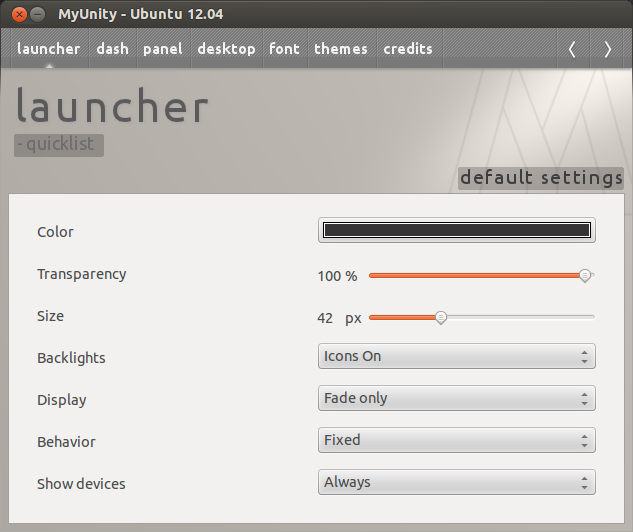 MyUnity - Ubuntu 12.04
launcher dash panel desktop font themes credits
launcher
- quicklist
default settings
Color
Transparency 100 %
Size 42 px
Backlights Icons On
Display Fade only
Behavior Fixed
Show devices Always